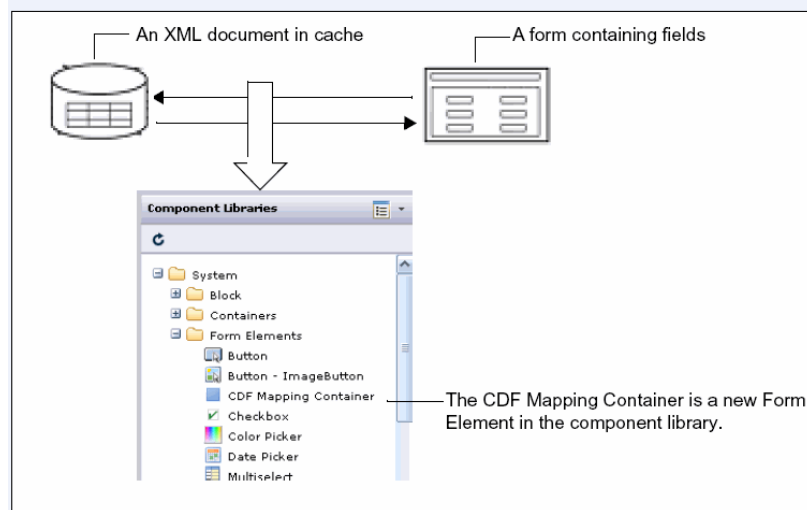 An XML document in cache
A form containing fields
Component Libraries
System
Block
Containers
Form Elements
Button
Button - ImageButton
CDF Mapping Container
The CDF Mapping Container is a new Form
Element in the component library.
Checkbox
Color Picker
Date Picker
Multiselect